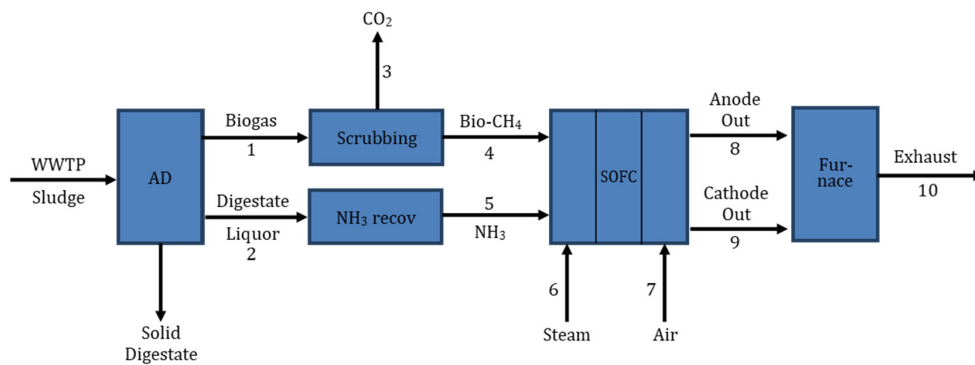 CO₂
3
WWTP
Sludge
AD
Biogas
1
Scrubbing
Bio-CH₄
4
Digestate
Liquor
2
NH₃ recov
5
NH₃
SOFC
Anode
Out
8
Cathode
Out
9
Fur-
nace
Exhaust
10
6
7
Solid
Digestate
Steam
Air